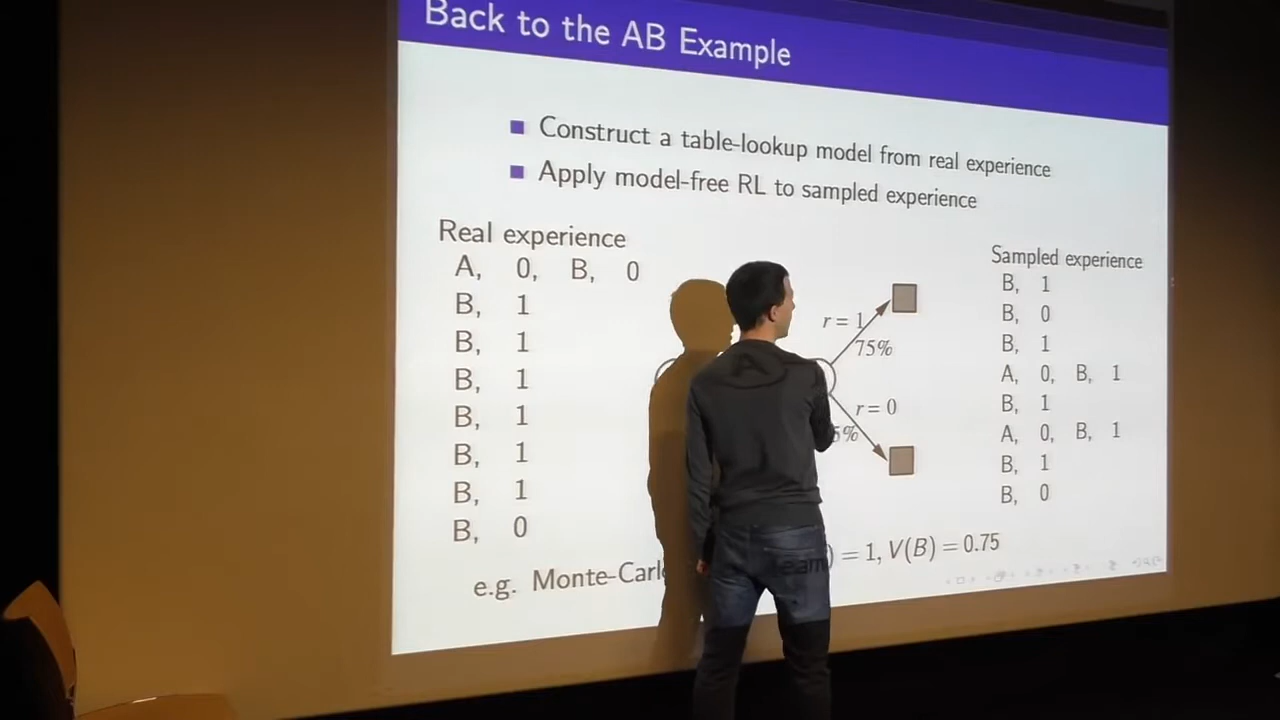 Back to the AB Example
Construct a table-lookup model from real experience
Apply model-free RL to sampled experience
Real experience
A, 0, B, 0
B, 1
B, 1
B, 1
B, 1
B, 1
B, 1
B, 0
A
r = 1
75%
r = 0
5%
Sampled experience
B, 1
B, 0
B, 1
A, 0, B, 1
B, 1
A, 0, B, 1
B, 1
B, 0
e.g. Monte-Carl ) = 1, V(B) = 0.75